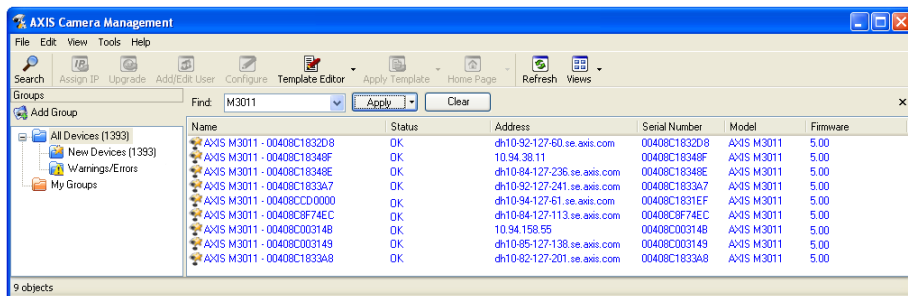 AXIS Camera Management
File Edit View Tools Help
Search Assign IP Upgrade Add/Edit User Configure Template Editor Apply Template Home Page Refresh Views
Groups
Add Group
All Devices (1393)
New Devices (1393)
Warnings/Errors
My Groups
Find: M3011 Apply Clear
Name Status Address Serial Number Model Firmware
AXIS M3011 - 00408C1832D8 OK dh10-92-127-60.se.axis.com 00408C1832D8 AXIS M3011 5.00
AXIS M3011 - 00408C18348F OK 10.94.38.11 00408C18348F AXIS M3011 5.00
AXIS M3011 - 00408C18348E OK dh10-84-127-236.se.axis.com 00408C18348E AXIS M3011 5.00
AXIS M3011 - 00408C1833A7 OK dh10-92-127-241.se.axis.com 00408C1833A7 AXIS M3011 5.00
AXIS M3011 - 00408CCD0000 OK dh10-94-127-61.se.axis.com 00408C1831EF AXIS M3011 5.00
AXIS M3011 - 00408C8F74EC OK dh10-84-127-113.se.axis.com 00408C8F74EC AXIS M3011 5.00
AXIS M3011 - 00408C00314B OK 10.94.158.55 00408C00314B AXIS M3011 5.00
AXIS M3011 - 00408C003149 OK dh10-85-127-138.se.axis.com 00408C003149 AXIS M3011 5.00
AXIS M3011 - 00408C1833A8 OK dh10-82-127-201.se.axis.com 00408C1833A8 AXIS M3011 5.00
9 objects